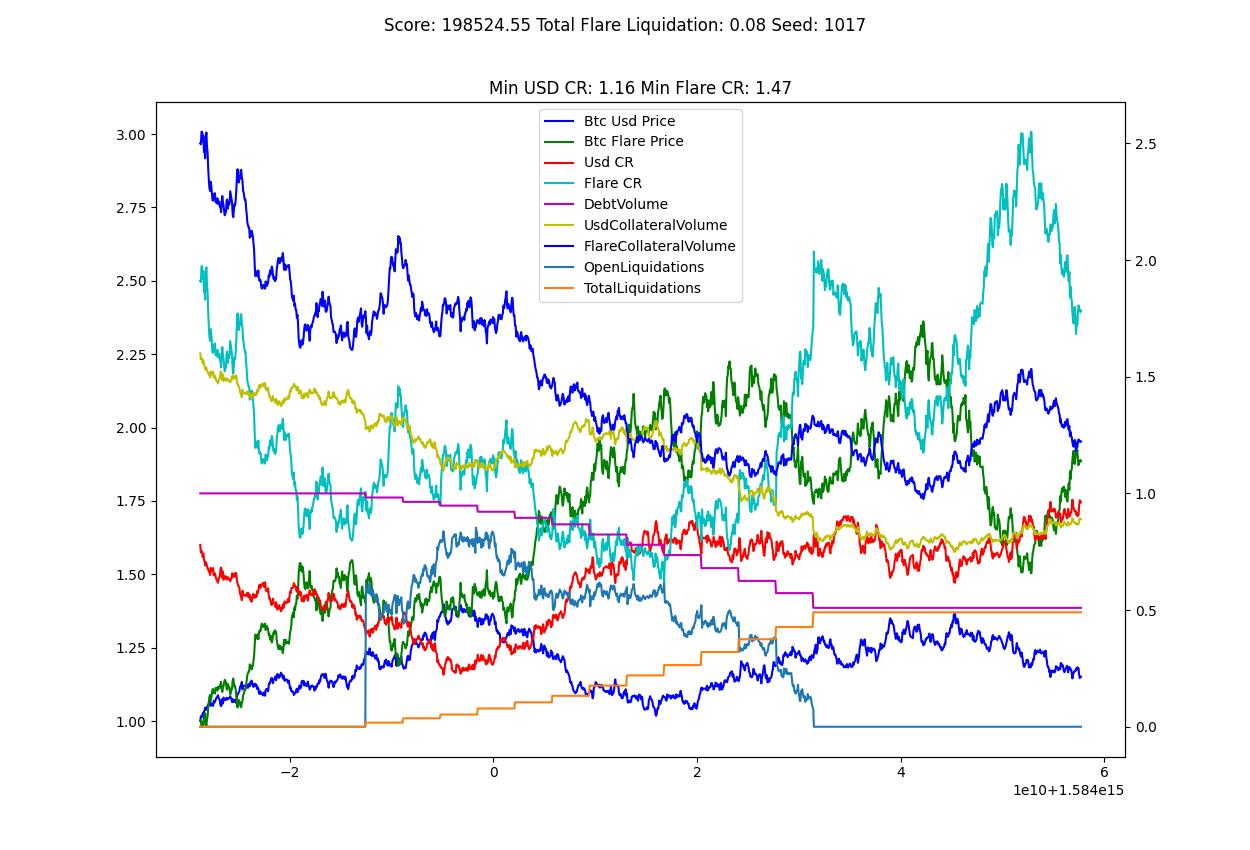 Score: 198524.55 Total Flare Liquidation: 0.08 Seed: 1017
Min USD CR: 1.16 Min Flare CR: 1.47
Btc Usd Price
Btc Flare Price
Usd CR
Flare CR
DebtVolume
UsdCollateralVolume
FlareCollateralVolume
OpenLiquidations
TotalLiquidations
3.00
2.75
2.50
2.25
2.00
1.75
1.50
1.25
1.00
2.5
2.0
1.5
1.0
0.5
0.0
−2
0
2
4
6
1e10+1.584e15